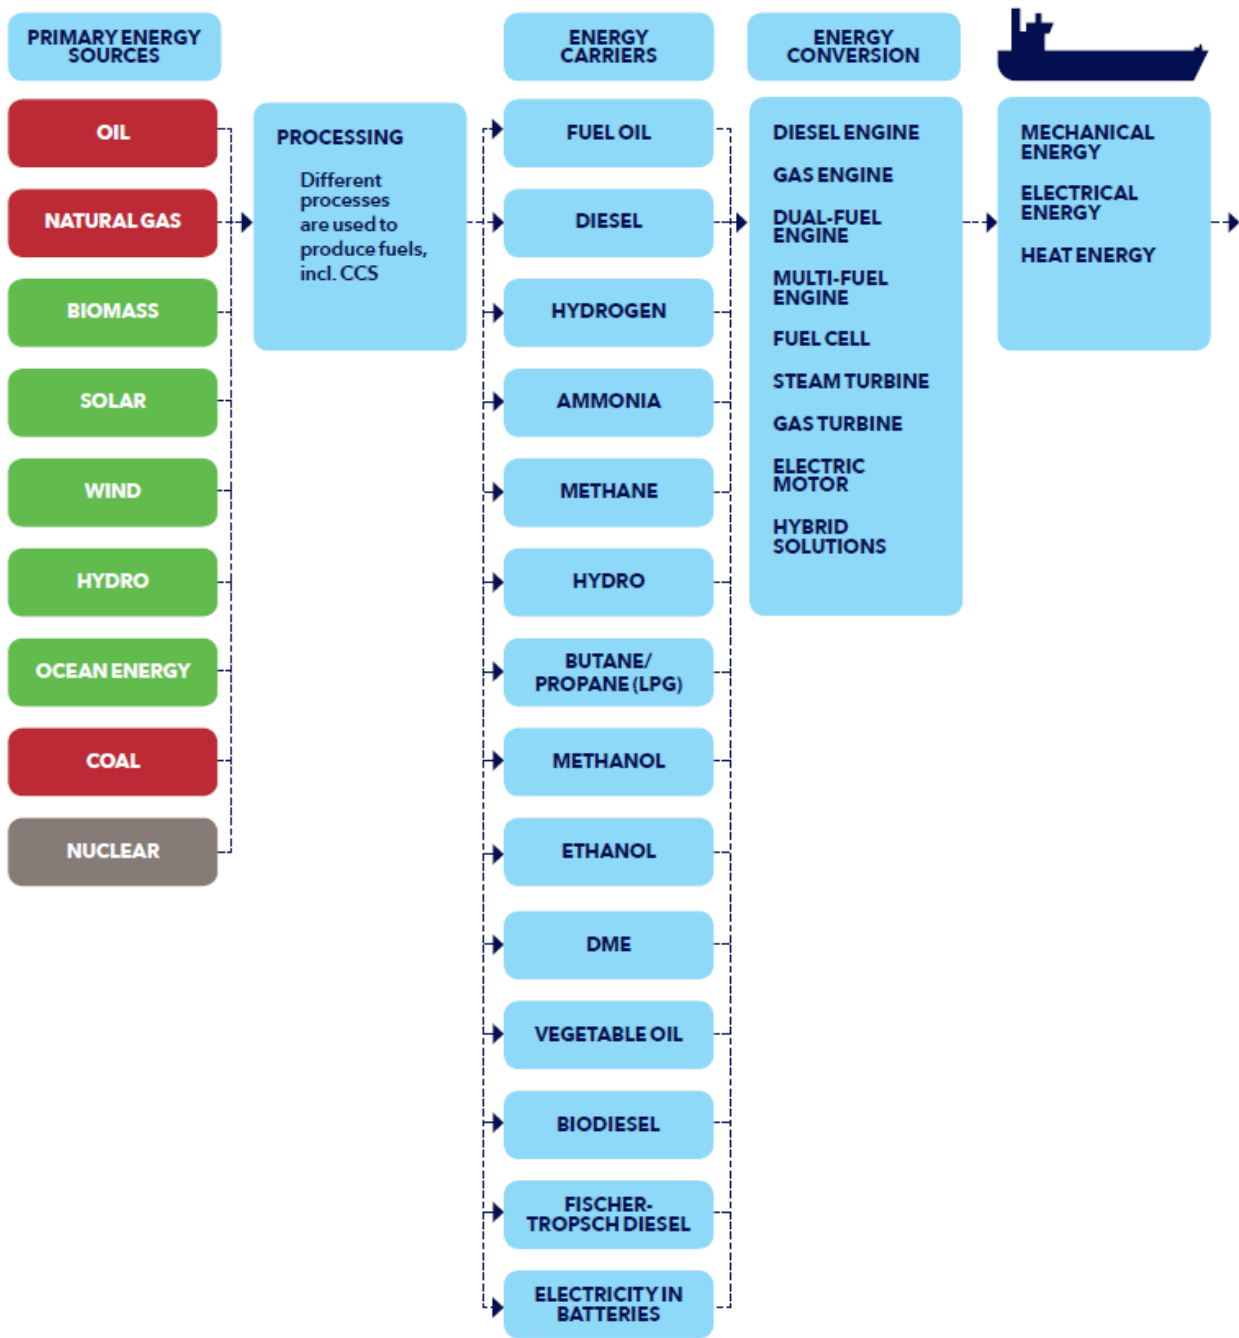 PRIMARY ENERGY
SOURCES
OIL
NATURAL GAS
BIOMASS
SOLAR
WIND
HYDRO
OCEAN ENERGY
COAL
NUCLEAR
PROCESSING
Different
processes
are used to
produce fuels,
incl. CCS
ENERGY
CARRIERS
FUEL OIL
DIESEL
HYDROGEN
AMMONIA
METHANE
HYDRO
BUTANE/
PROPANE (LPG)
METHANOL
ETHANOL
DME
VEGETABLE OIL
BIODIESEL
FISCHER-
TROPSCH DIESEL
ELECTRICITY IN
BATTERIES
ENERGY
CONVERSION
DIESEL ENGINE
GAS ENGINE
DUAL-FUEL
ENGINE
MULTI-FUEL
ENGINE
FUEL CELL
STEAM TURBINE
GAS TURBINE
ELECTRIC
MOTOR
HYBRID
SOLUTIONS
MECHANICAL
ENERGY
ELECTRICAL
ENERGY
HEAT ENERGY